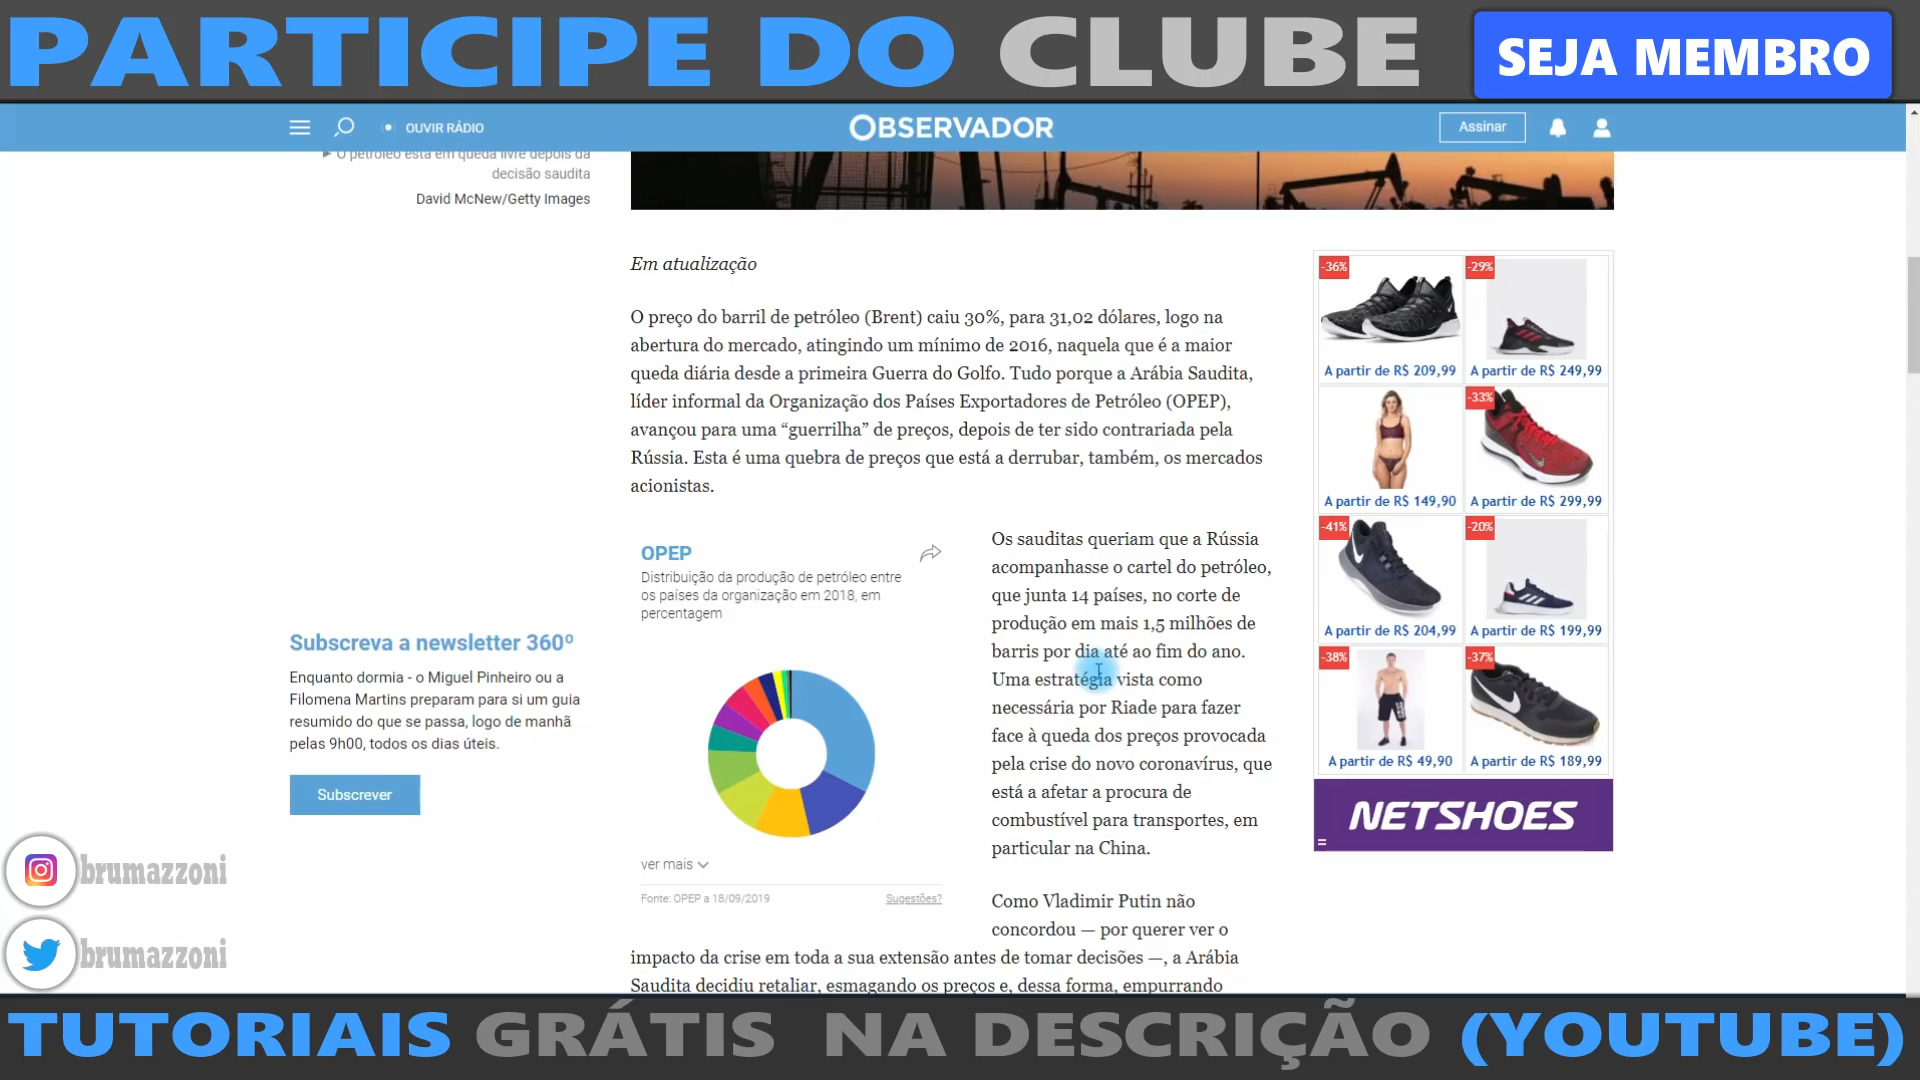 PARTICIPE DO CLUBE
SEJA MEMBRO
OUVIR RÁDIO
OBSERVADOR
Assinar
O petróleo está em queda livre depois da
decisão saudita
David McNew/Getty Images
Em atualização
O preço do barril de petróleo (Brent) caiu 30%, para 31,02 dólares, logo na
abertura do mercado, atingindo um mínimo de 2016, naquela que é a maior
queda diária desde a primeira Guerra do Golfo. Tudo porque a Arábia Saudita,
líder informal da Organização dos Países Exportadores de Petróleo (OPEP),
avançou para uma “guerrilha” de preços, depois de ter sido contrariada pela
Rússia. Esta é uma quebra de preços que está a derrubar, também, os mercados
acionistas.
OPEP
Distribuição da produção de petróleo entre
os países da organização em 2018, em
percentagem
ver mais
Fonte: OPEP a 18/09/2019
Sugestões?
Os sauditas queriam que a Rússia
acompanhasse o cartel do petróleo,
que junta 14 países, no corte de
produção em mais 1,5 milhões de
barris por dia até ao fim do ano.
Uma estratégia vista como
necessária por Riade para fazer
face à queda dos preços provocada
pela crise do novo coronavírus, que
está a afetar a procura de
combustível para transportes, em
particular na China.
Como Vladimir Putin não
concordou — por querer ver o
impacto da crise em toda a sua extensão antes de tomar decisões —, a Arábia
Saudita decidiu retaliar, esmagando os preços e, dessa forma, empurrando
Subscreva a newsletter 360º
Enquanto dormia - o Miguel Pinheiro ou a
Filomena Martins preparam para si um guia
resumido do que se passa, logo de manhã
pelas 9h00, todos os dias úteis.
Subscrever
-36%
-29%
A partir de R$ 209,99
A partir de R$ 249,99
-33%
A partir de R$ 149,90
A partir de R$ 299,99
-41%
-20%
A partir de R$ 204,99
A partir de R$ 199,99
-38%
-37%
A partir de R$ 49,90
A partir de R$ 189,99
NETSHOES
brumazzoni
brumazzoni
TUTORIAIS GRÁTIS NA DESCRIÇÃO (YOUTUBE)